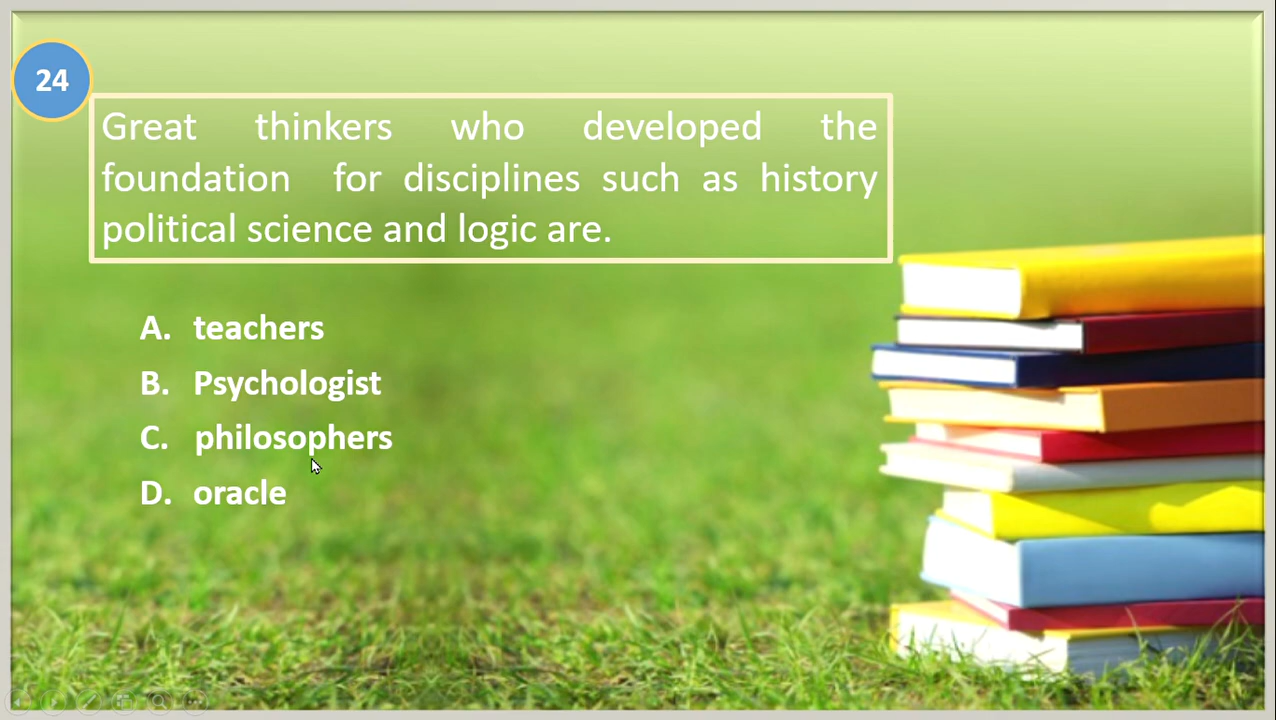 24
Great thinkers who developed the
foundation for disciplines such as history
political science and logic are.
A. teachers
B. Psychologist
C. philosophers
D. oracle